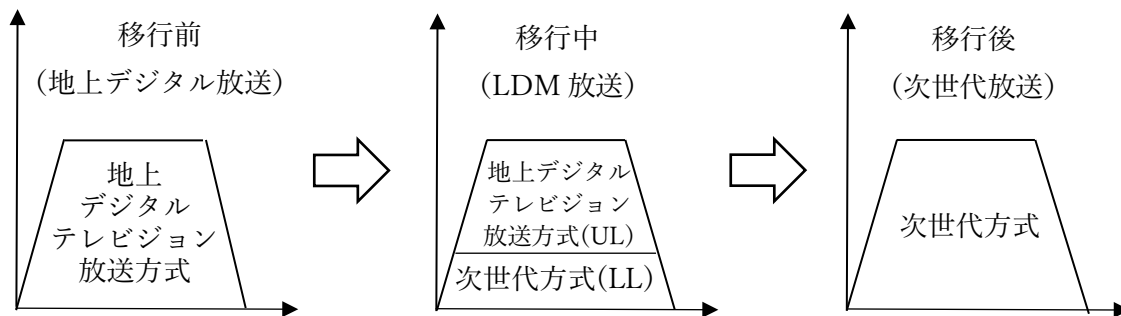 移行前
(地上デジタル放送)
地上
デジタル
テレビジョン
放送方式
移行中
(LDM 放送)
地上デジタル
テレビジョン
放送方式(UL)
次世代方式(LL)
移行後
(次世代放送)
次世代方式